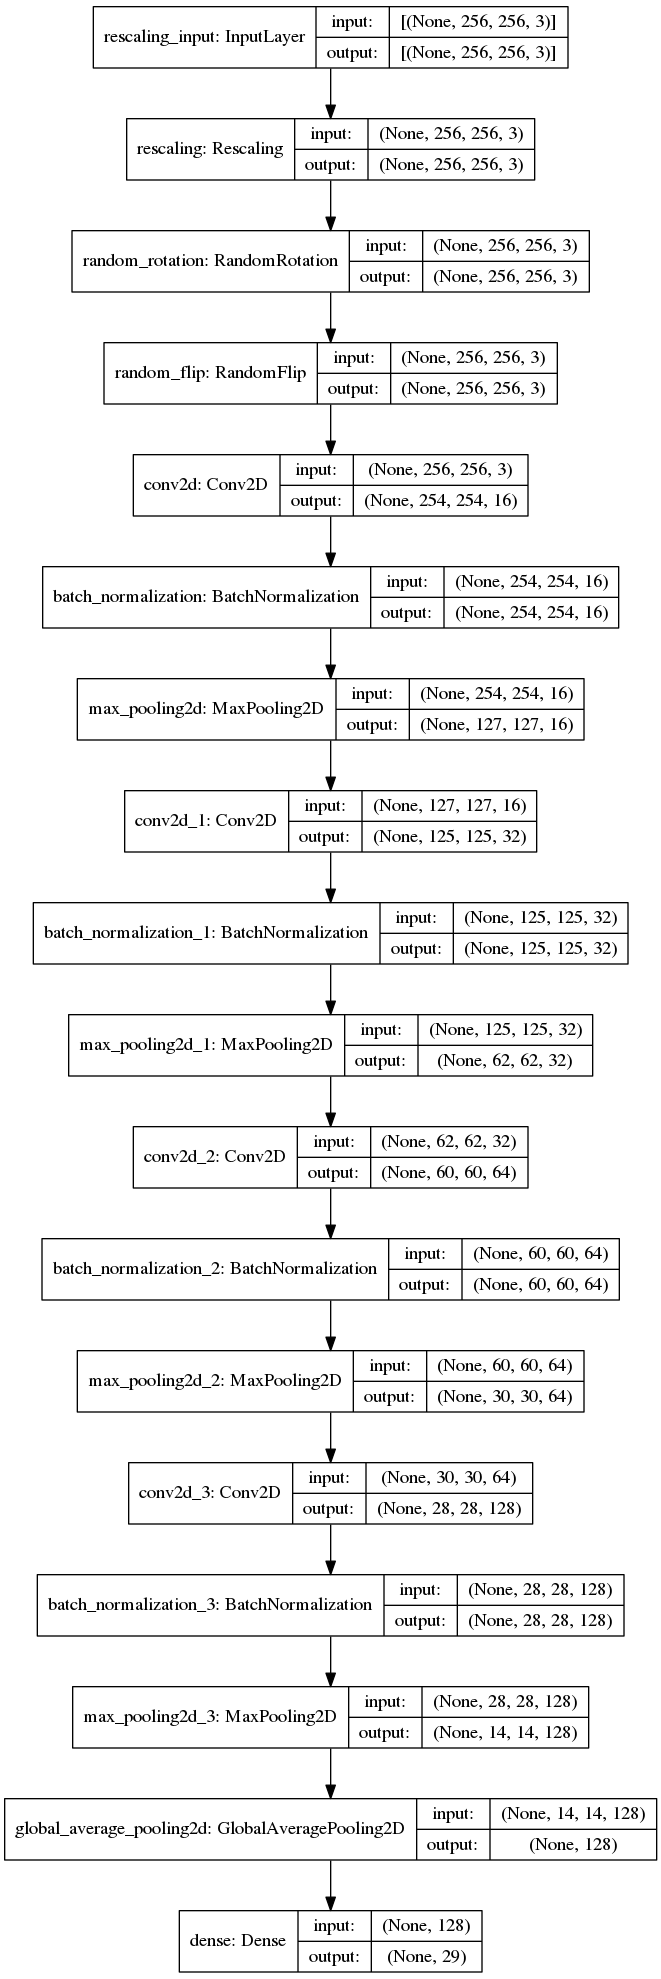 rescaling_input: InputLayer
input: [(None, 256, 256, 3)]
output: [(None, 256, 256, 3)]
rescaling: Rescaling
input: (None, 256, 256, 3)
output: (None, 256, 256, 3)
random_rotation: RandomRotation
input: (None, 256, 256, 3)
output: (None, 256, 256, 3)
random_flip: RandomFlip
input: (None, 256, 256, 3)
output: (None, 256, 256, 3)
conv2d: Conv2D
input: (None, 256, 256, 3)
output: (None, 254, 254, 16)
batch_normalization: BatchNormalization
input: (None, 254, 254, 16)
output: (None, 254, 254, 16)
max_pooling2d: MaxPooling2D
input: (None, 254, 254, 16)
output: (None, 127, 127, 16)
conv2d_1: Conv2D
input: (None, 127, 127, 16)
output: (None, 125, 125, 32)
batch_normalization_1: BatchNormalization
input: (None, 125, 125, 32)
output: (None, 125, 125, 32)
max_pooling2d_1: MaxPooling2D
input: (None, 125, 125, 32)
output: (None, 62, 62, 32)
conv2d_2: Conv2D
input: (None, 62, 62, 32)
output: (None, 60, 60, 64)
batch_normalization_2: BatchNormalization
input: (None, 60, 60, 64)
output: (None, 60, 60, 64)
max_pooling2d_2: MaxPooling2D
input: (None, 60, 60, 64)
output: (None, 30, 30, 64)
conv2d_3: Conv2D
input: (None, 30, 30, 64)
output: (None, 28, 28, 128)
batch_normalization_3: BatchNormalization
input: (None, 28, 28, 128)
output: (None, 28, 28, 128)
max_pooling2d_3: MaxPooling2D
input: (None, 28, 28, 128)
output: (None, 14, 14, 128)
global_average_pooling2d: GlobalAveragePooling2D
input: (None, 14, 14, 128)
output: (None, 128)
dense: Dense
input: (None, 128)
output: (None, 29)